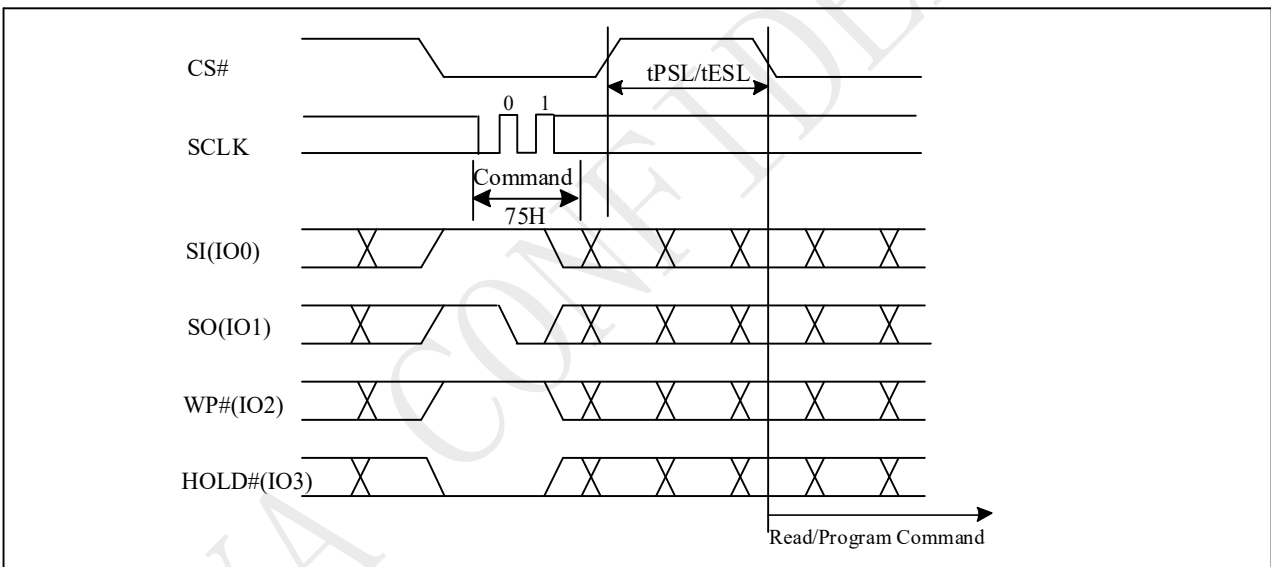 CS#
tPSL/tESL
0 1
SCLK
Command
75H
SI(IO0)
SO(IO1)
WP#(IO2)
HOLD#(IO3)
Read/Program Command